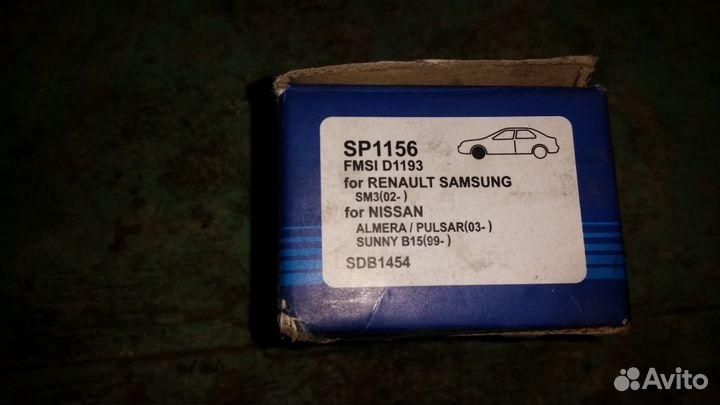 SP1156
FMSI D1193
for RENAULT SAMSUNG
SM3(02- )
for NISSAN
ALMERA / PULSAR(03- )
SUNNY B15(99- )
SDB1454
Avito